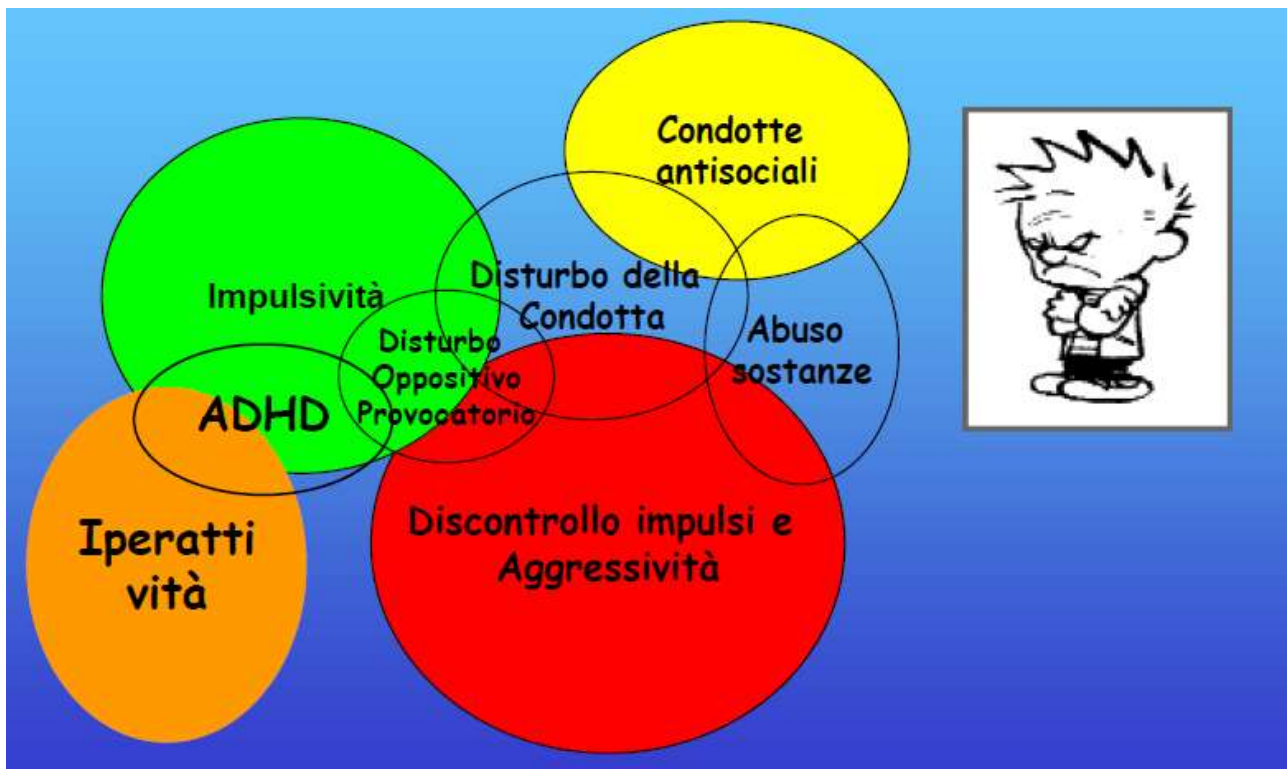 Condotte
antisociali
Impulsività
Disturbo della
Condotta
Disturbo
Oppositivo
Provocatorio
Abuso
sostanze
ADHD
Iperatti
vità
Discontrollo impulsi e
Aggressività